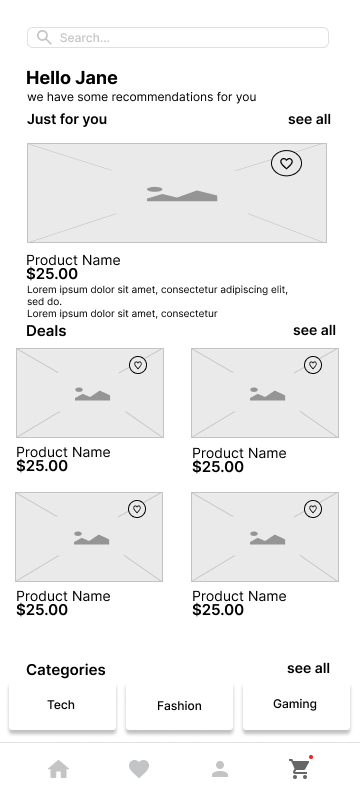 Search...
Hello Jane
we have some recommendations for you
Just for you
see all
Product Name
$25.00
Lorem ipsum dolor sit amet, consectetur adipiscing elit,
sed do.
Lorem ipsum dolor sit amet, consectetur
Deals
see all
Product Name
$25.00
Product Name
$25.00
Product Name
$25.00
Product Name
$25.00
Categories
see all
Tech
Fashion
Gaming